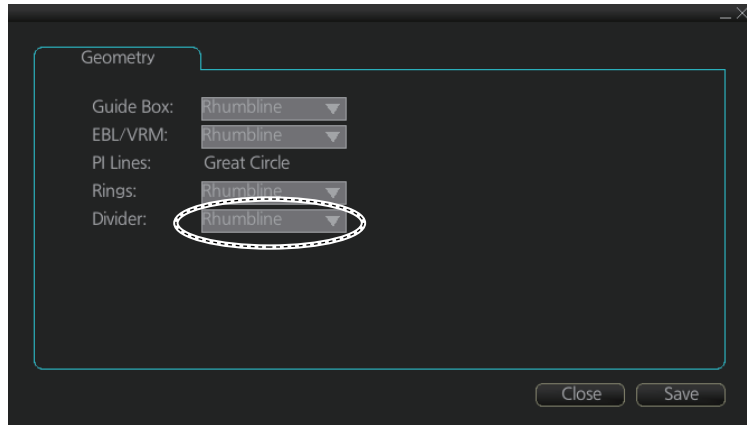 Geometry
Guide Box: Rhumbline
EBL/VRM: Rhumbline
PI Lines: Great Circle
Rings: Rhumbline
Divider: Rhumbline
Close Save